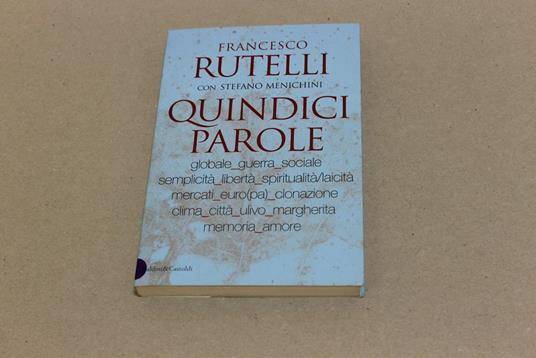 FRANCESCO
RUTELLI
CON STEFANO MENICHINI
QUINDICI
PAROLE
globale_guerra_sociale
semplicità_libertà_spiritualità/laicità
mercati_euro(pa)_clonazione
clima_città_ulivo_margherita
memoria_amore
Baldini&Castoldi